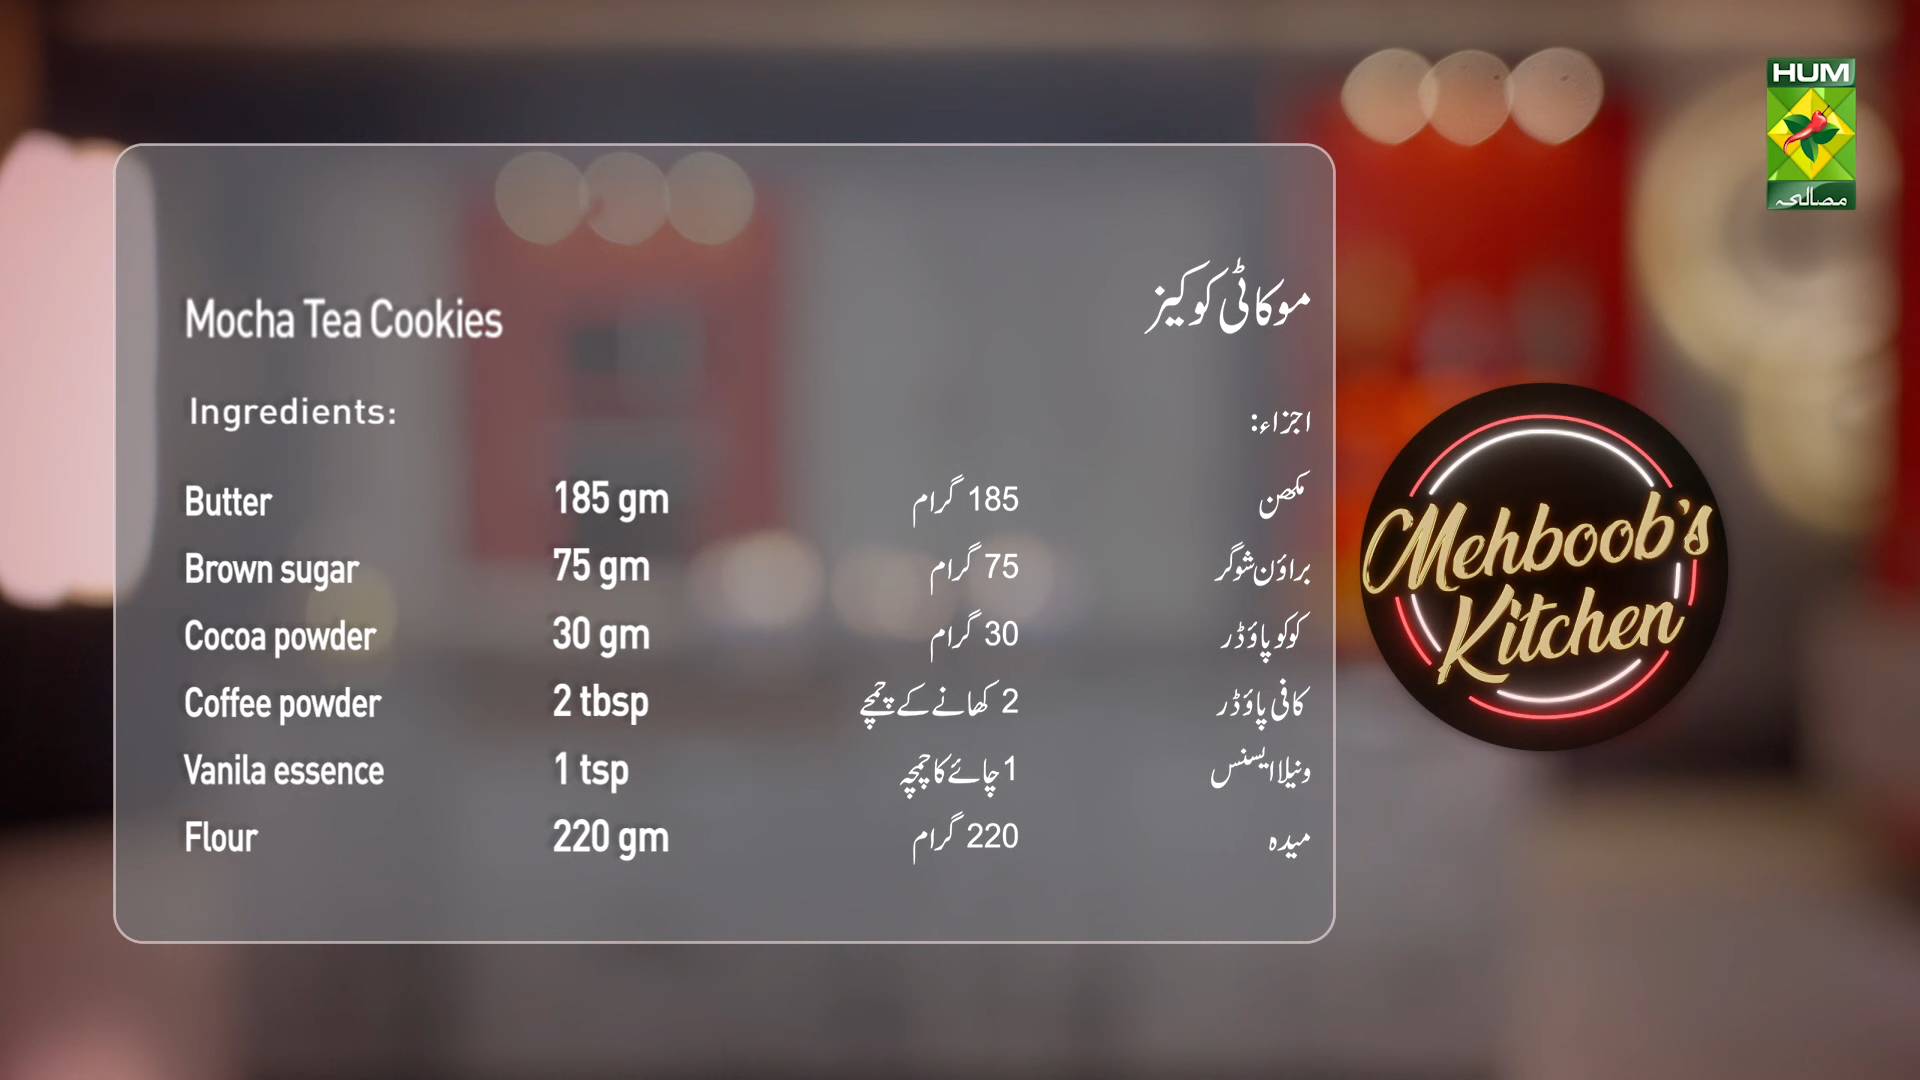 HUM
مصالحہ
Mocha Tea Cookies موکا ٹی کوکیز
Ingredients: اجزاء:
Butter 185 gm 185 گرام مکھن
Brown sugar 75 gm 75 گرام براؤن شوگر
Cocoa powder 30 gm 30 گرام کوکو پاؤڈر
Coffee powder 2 tbsp 2 کھانے کے چمچے کافی پاؤڈر
Vanila essence 1 tsp 1 چائے کا چمچہ ونیلا ایسنس
Flour 220 gm 220 گرام میدہ
Mehboob's
Kitchen